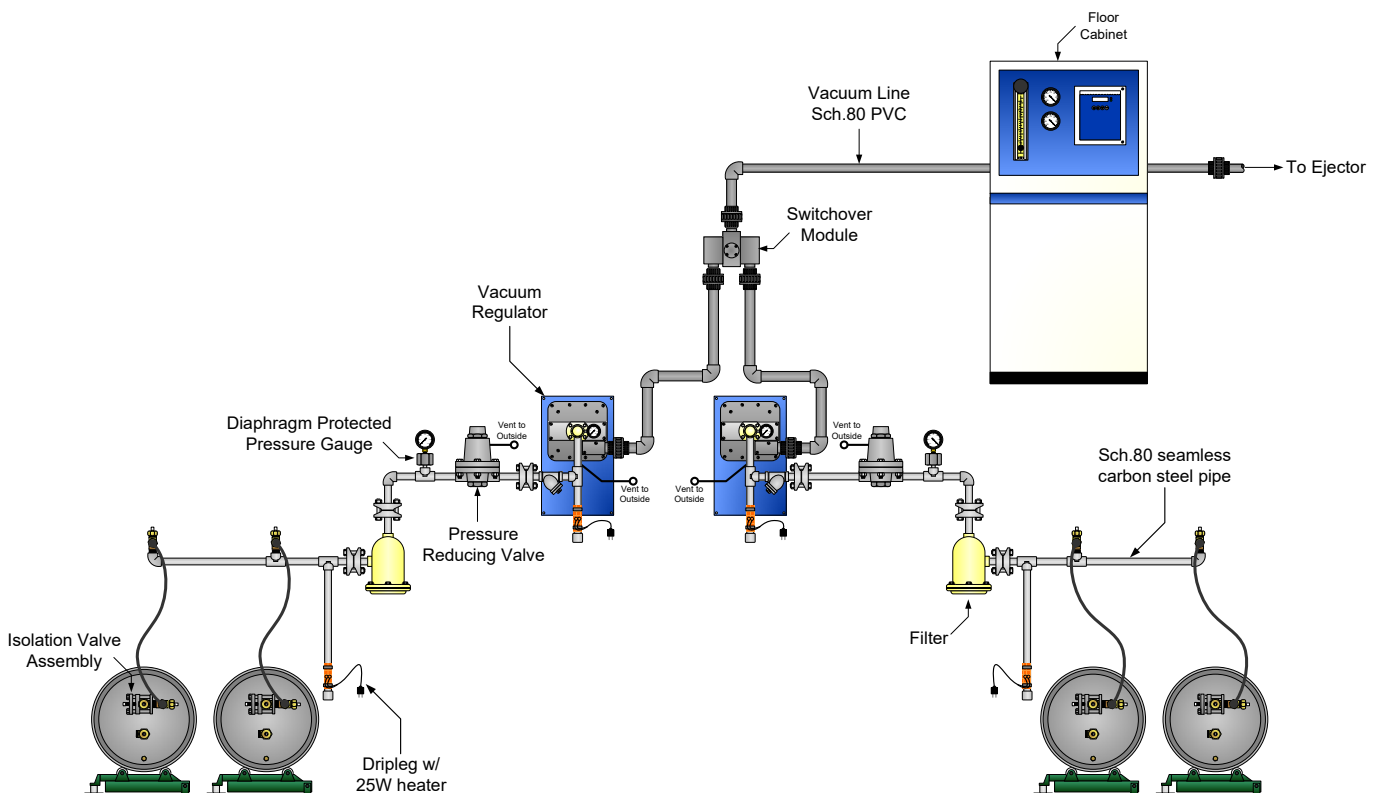 Floor
Cabinet
Vacuum Line
Sch.80 PVC
To Ejector
Switchover
Module
Vacuum
Regulator
Diaphragm Protected
Pressure Gauge
Vent to
Outside
Vent to
Outside
Sch.80 seamless
carbon steel pipe
Vent to
Outside
Vent to
Outside
Pressure
Reducing Valve
Isolation Valve
Assembly
Filter
Dripleg w/
25W heater